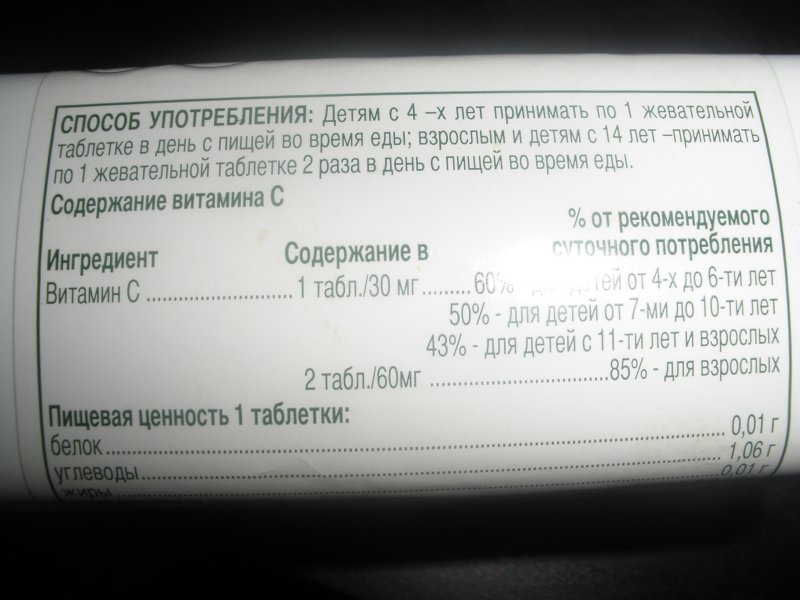 СПОСОБ УПОТРЕБЛЕНИЯ: Детям с 4 –х лет принимать по 1 жевательной
таблетке в день с пищей во время еды; взрослым и детям с 14 лет –принимать
по 1 жевательной таблетке 2 раза в день с пищей во время еды.
Содержание витамина С
% от рекомендуемого
Ингредиент Содержание в суточного потребления
Витамин С ........................... 1 табл./30 мг.........60% для детей от 4-х до 6-ти лет
50% - для детей от 7-ми до 10-ти лет
43% - для детей с 11-ти лет и взрослых
2 табл./60мг .................................85% - для взрослых
Пищевая ценность 1 таблетки:
белок.................................................................. 0,01 г
углеводы.............................................................. 1,06 г
жиры.................................................................. 0,01 г